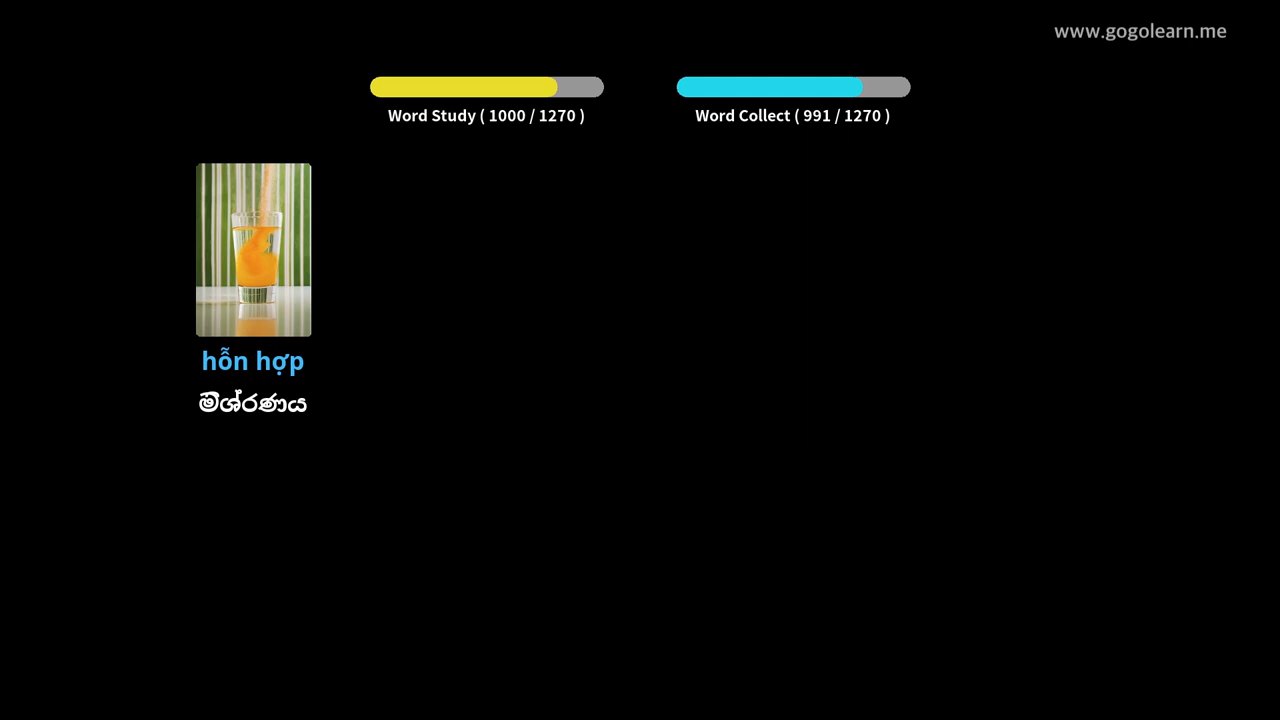 www.gogolearn.me
Word Study ( 1000 / 1270 )
Word Collect ( 991 / 1270 )
hỗn hợp
මිශ්රණය